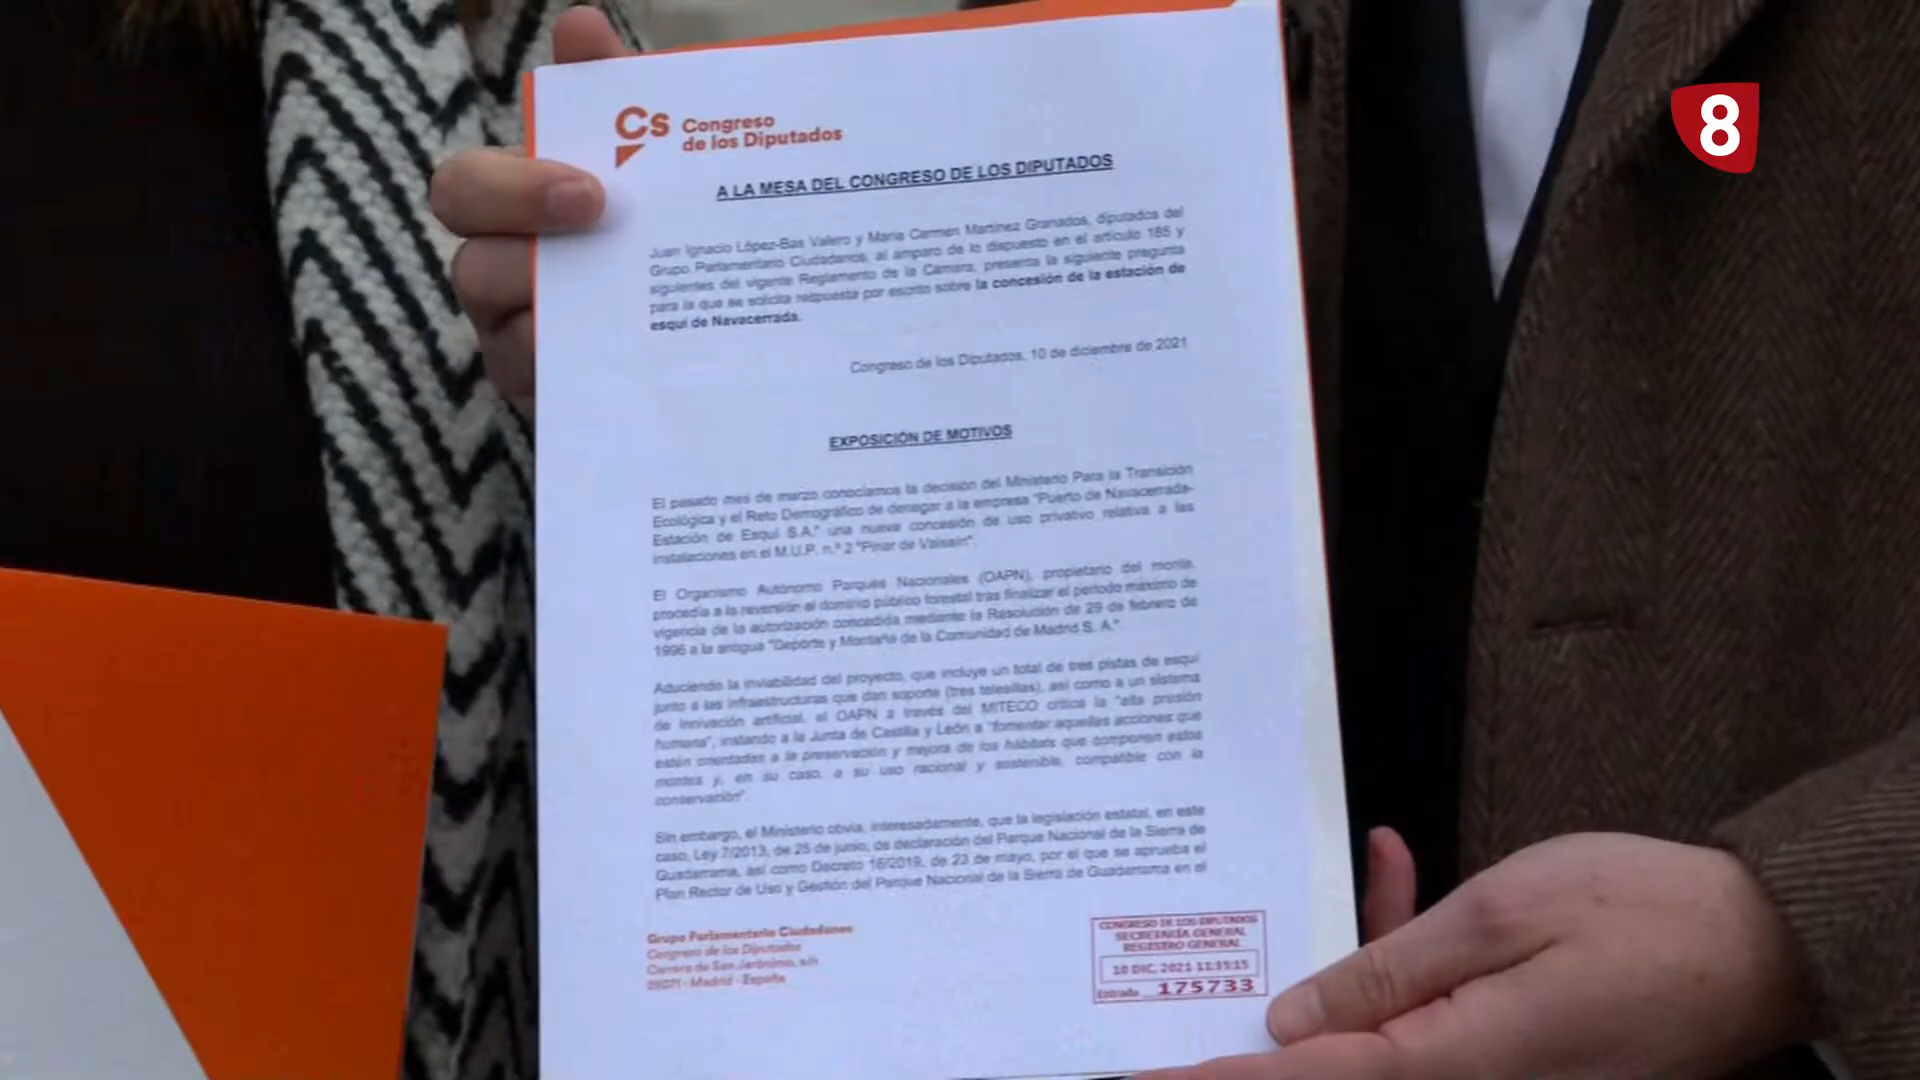 8
Cs Congreso
de los Diputados
A LA MESA DEL CONGRESO DE LOS DIPUTADOS
Juan Ignacio López-Bas Valero y María Carmen Martínez Granados, diputados del
Grupo Parlamentario Ciudadanos, al amparo de lo dispuesto en el artículo 185 y
siguientes del vigente Reglamento de la Cámara, presenta la siguiente pregunta
para la que se solicita respuesta por escrito sobre la concesión de la estación de
esquí de Navacerrada.
Congreso de los Diputados, 10 de diciembre de 2021
EXPOSICIÓN DE MOTIVOS
El pasado mes de marzo conocíamos la decisión del Ministerio Para la Transición
Ecológica y el Reto Demográfico de denegar a la empresa "Puerto de Navacerrada-
Estación de Esquí S.A." una nueva concesión de uso privativo relativa a las
instalaciones en el M.U.P. n.º 2 "Pinar de Valsaín".
El Organismo Autónomo Parques Nacionales (OAPN), propietario del monte,
procedía a la reversión al dominio público forestal tras finalizar el periodo máximo de
vigencia de la autorización concedida mediante la Resolución de 29 de febrero de
1996 a la antigua "Deporte y Montaña de la Comunidad de Madrid S. A.".
Aduciendo la inviabilidad del proyecto, que incluye un total de tres pistas de esquí
junto a las infraestructuras que dan soporte (tres telesillas), así como a un sistema
de innivación artificial, el OAPN a través del MITECO critica la "alta presión
humana", instando a la Junta de Castilla y León a "fomentar aquellas acciones que
estén orientadas a la preservación y mejora de los hábitats que componen estos
montes y, en su caso, a su uso racional y sostenible, compatible con la
conservación".
Sin embargo, el Ministerio obvia, interesadamente, que la legislación estatal, en este
caso, Ley 7/2013, de 25 de junio, de declaración del Parque Nacional de la Sierra de
Guadarrama, así como Decreto 16/2019, de 23 de mayo, por el que se aprueba el
Plan Rector de Uso y Gestión del Parque Nacional de la Sierra de Guadarrama en el
Grupo Parlamentario Ciudadanos
Congreso de los Diputados
Carrera de San Jerónimo, s/n
28071 - Madrid - España
CONGRESO DE LOS DIPUTADOS
SECRETARÍA GENERAL
REGISTRO GENERAL
10 DIC. 2021 11:35:15
Entrada 175733